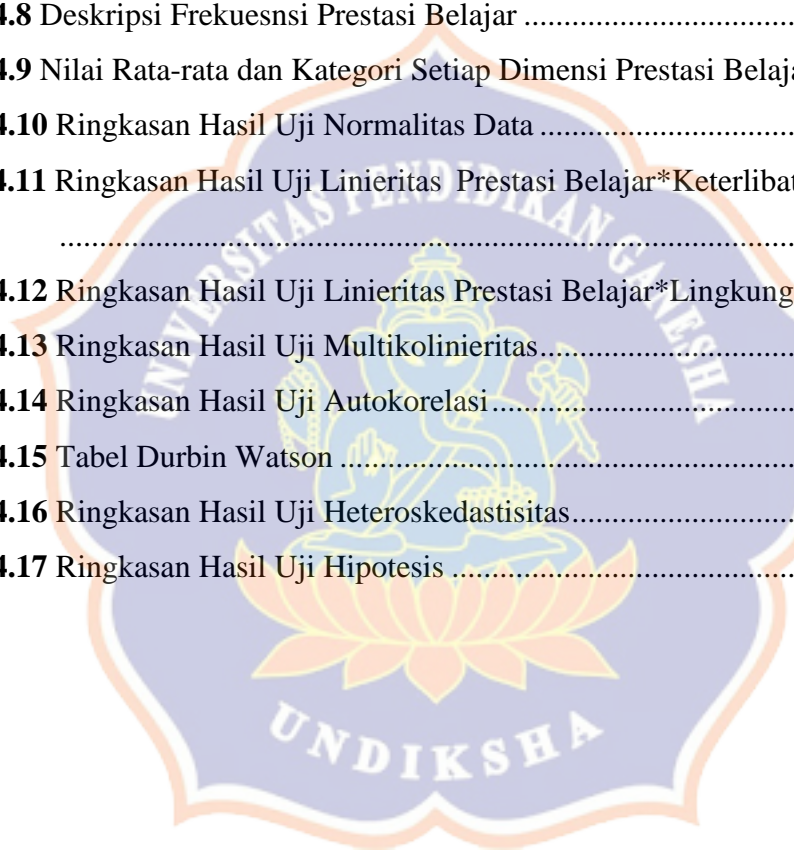 4.8 Deskripsi Frekuesnsi Prestasi Belajar ..........................................
4.9 Nilai Rata-rata dan Kategori Setiap Dimensi Prestasi Belaja
4.10 Ringkasan Hasil Uji Normalitas Data ........................................
4.11 Ringkasan Hasil Uji Linieritas Prestasi Belajar*Keterlibat
....................................................................................................
4.12 Ringkasan Hasil Uji Linieritas Prestasi Belajar*Lingkung
4.13 Ringkasan Hasil Uji Multikolinieritas........................................
4.14 Ringkasan Hasil Uji Autokorelasi..............................................
4.15 Tabel Durbin Watson ..................................................................
4.16 Ringkasan Hasil Uji Heteroskedastisitas...................................
4.17 Ringkasan Hasil Uji Hipotesis ....................................................
UNIVERSITAS PENDIDIKAN GANESHA
UNDIKSHA